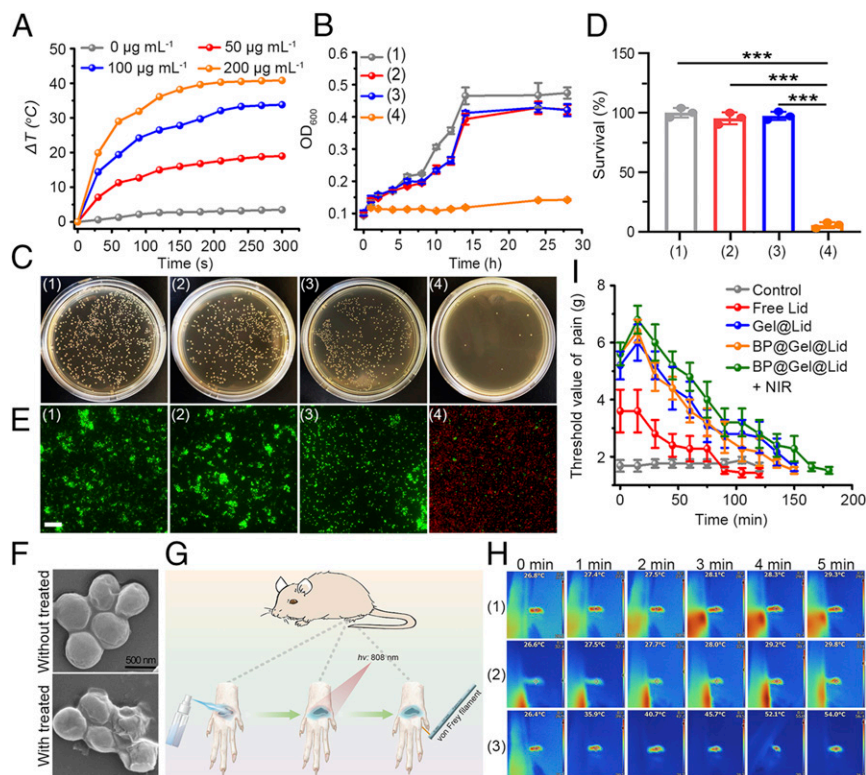 A
0 µg mL⁻¹
50 µg mL⁻¹
100 µg mL⁻¹
200 µg mL⁻¹
ΔT (°C)
50
40
30
20
10
0
0 50 100 150 200 250 300
Time (s)
B
(1)
(2)
(3)
(4)
OD₆₀₀
0.6
0.5
0.4
0.3
0.2
0.1
0 5 10 15 20 25 30
Time (h)
D
***
***
***
Survival (%)
150
100
50
0
(1) (2) (3) (4)
C
(1) (2) (3) (4)
E
(1) (2) (3) (4)
I
Control
Free Lid
Gel@Lid
BP@Gel@Lid
BP@Gel@Lid
+ NIR
Threshold value of pain (g)
8
6
4
2
0 50 100 150 200
Time (min)
F
Without treated
500 nm
With treated
G
hv: 808 nm
von Frey filament
H
0 min 1 min 2 min 3 min 4 min 5 min
(1)
26.8°C 27.4°C 27.5°C 28.1°C 28.3°C 29.3°C
(2)
26.6°C 27.5°C 27.7°C 28.0°C 29.2°C 29.8°C
(3)
26.4°C 35.9°C 40.7°C 45.7°C 52.1°C 54.0°C